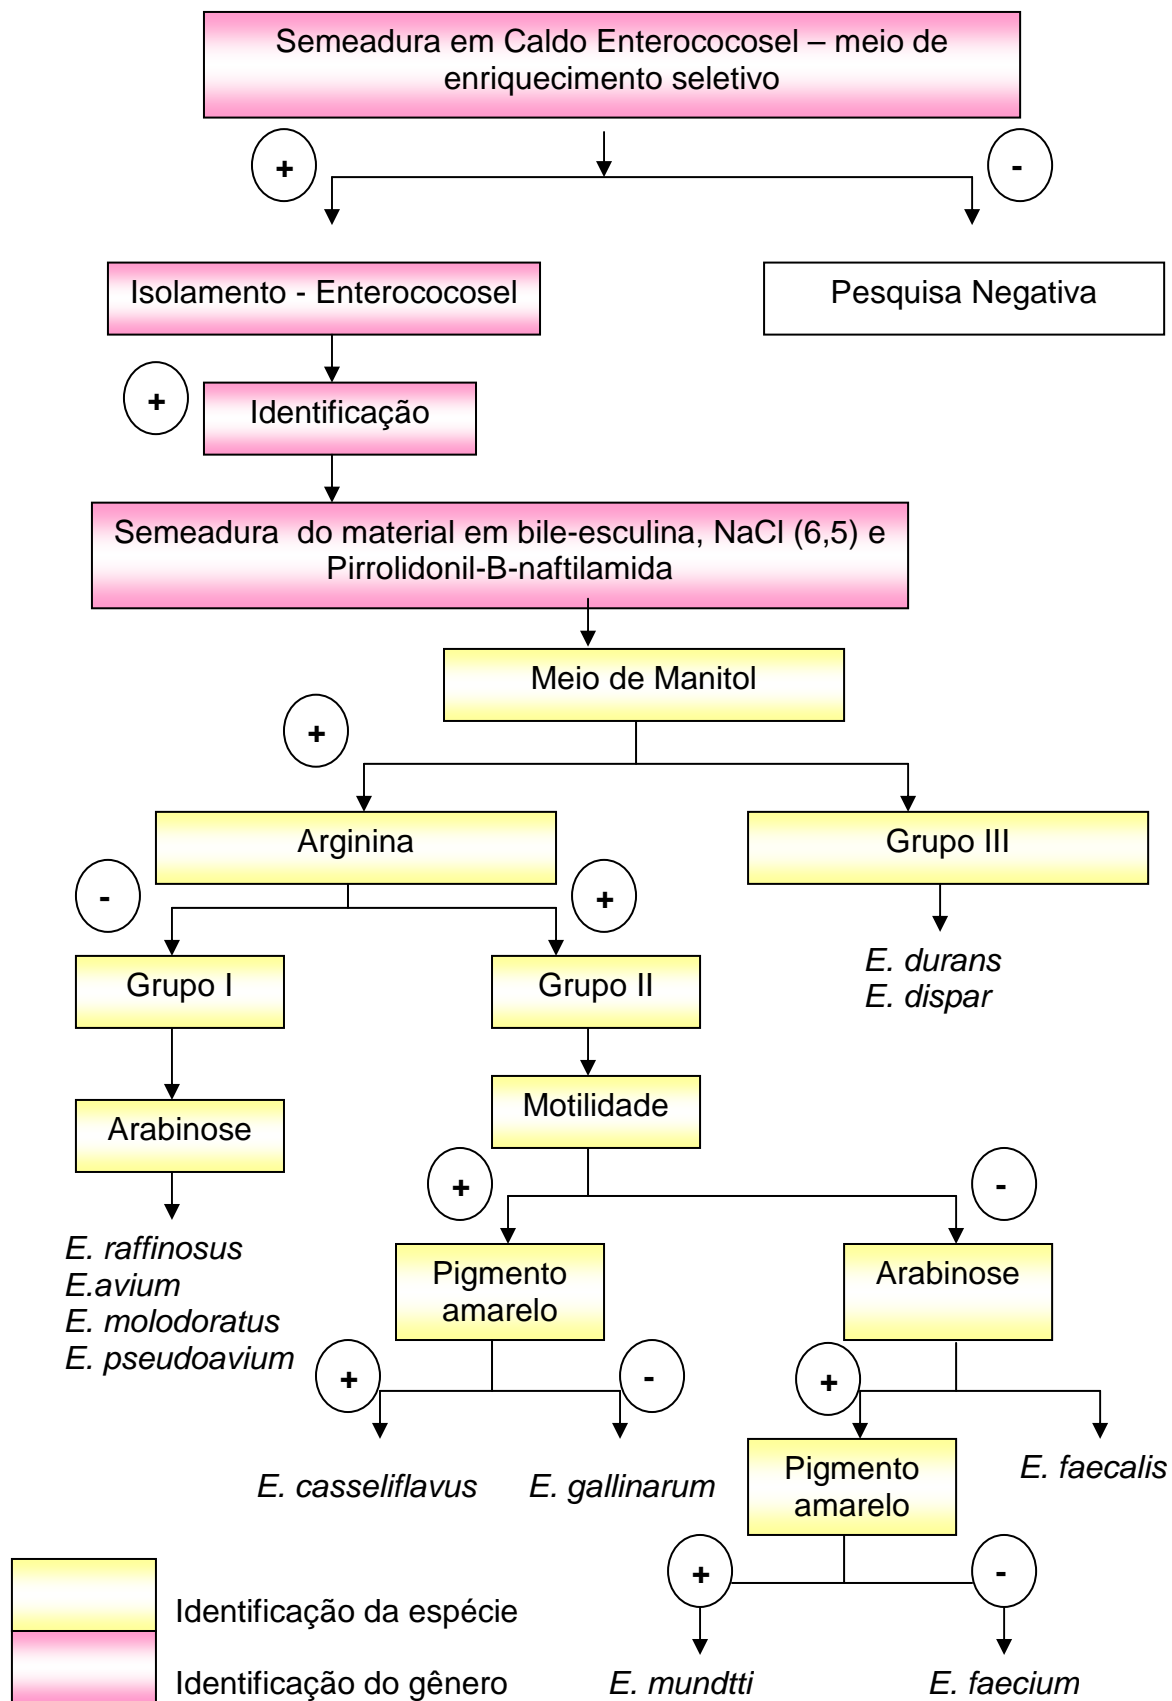 Semeadura em Caldo Enterococosel – meio de
enriquecimento seletivo
+
-
Isolamento - Enterococosel
Pesquisa Negativa
+
Identificação
Semeadura do material em bile-esculina, NaCl (6,5) e
Pirrolidonil-B-naftilamida
Meio de Manitol
+
Arginina
Grupo III
-
+
E. durans
E. dispar
Grupo I
Grupo II
Motilidade
Arabinose
+
-
E. raffinosus
E.avium
E. molodoratus
E. pseudoavium
Pigmento
amarelo
Arabinose
+
-
+
E. casseliflavus
E. gallinarum
Pigmento
amarelo
E. faecalis
+
-
Identificação da espécie
Identificação do gênero
E. mundtti
E. faecium